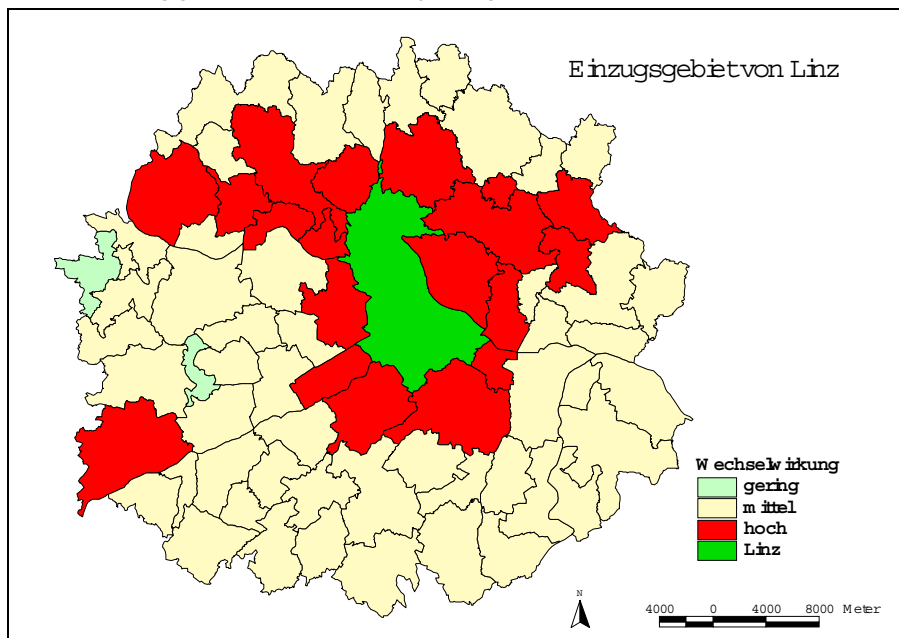 Einzugsgebiet von Linz
Wechselwirkung
gering
mittel
hoch
Linz
N
4000 0 4000 8000 Meter